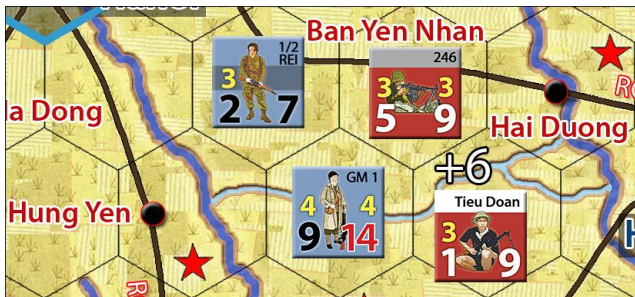 Ban Yen Nhan
1/2
REI
3
2 7
246
3 3
5 9
Hai Duong
+6
GM 1
4 4
9 14
Hung Yen
Tieu Doan
3
1 9